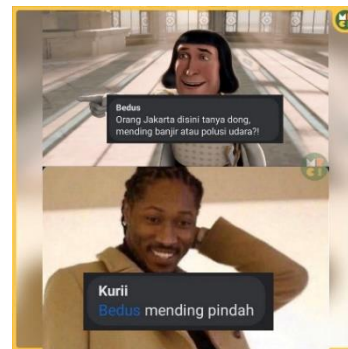 Bedus
Orang Jakarta disini tanya dong,
mending banjir atau polusi udara?!
Kurii
Bedus mending pindah